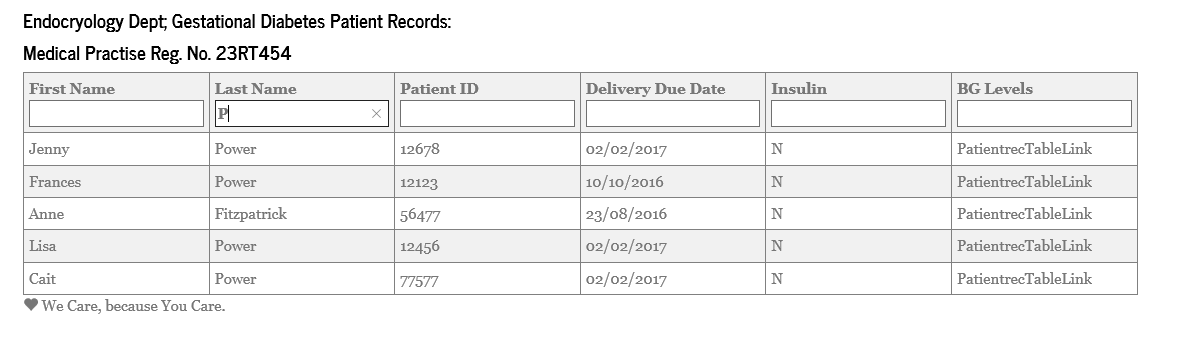 Endocryology Dept; Gestational Diabetes Patient Records:
Medical Practise Reg. No. 23RT454
First Name Last Name Patient ID Delivery Due Date Insulin BG Levels
P ×
Jenny Power 12678 02/02/2017 N PatientrecTableLink
Frances Power 12123 10/10/2016 N PatientrecTableLink
Anne Fitzpatrick 56477 23/08/2016 N PatientrecTableLink
Lisa Power 12456 02/02/2017 N PatientrecTableLink
Cait Power 77577 02/02/2017 N PatientrecTableLink
♥ We Care, because You Care.